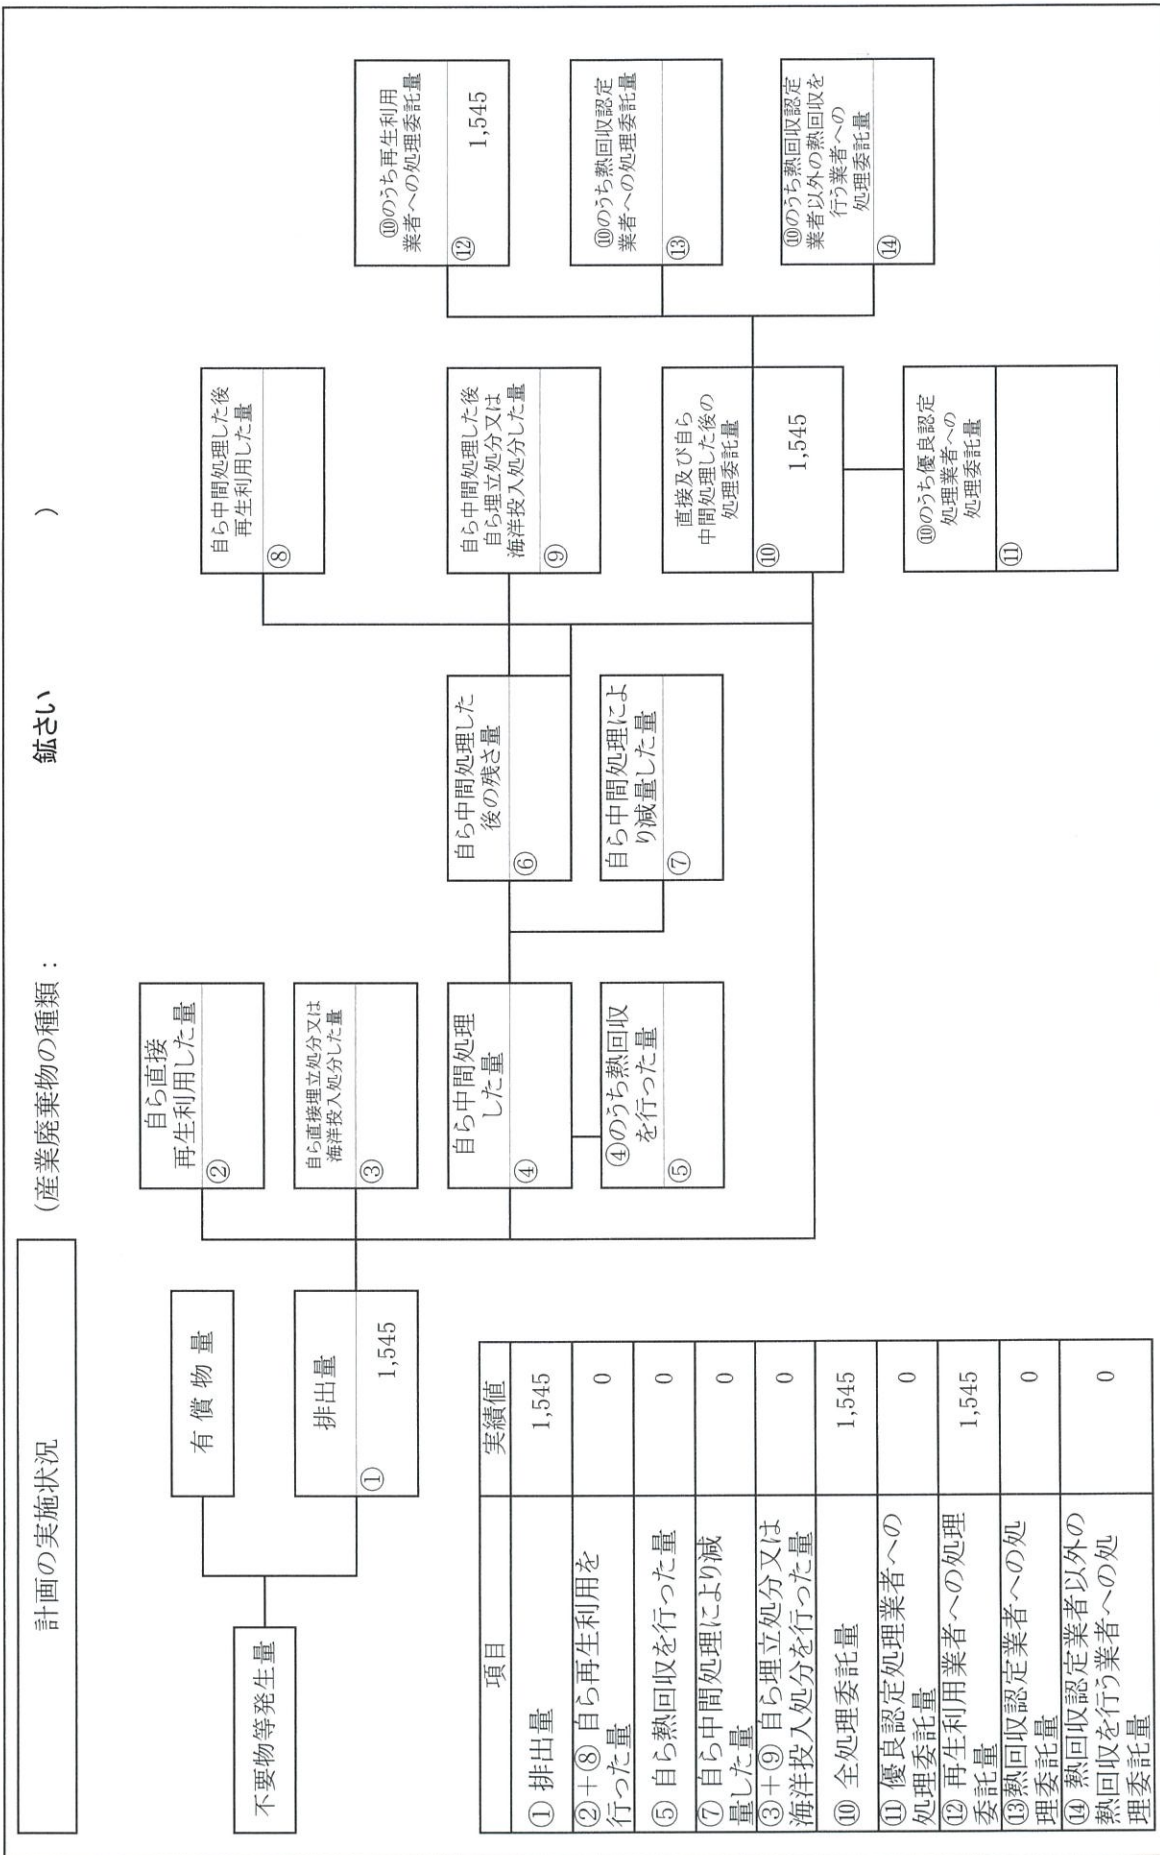 計画の実施状況
(産業廃棄物の種類： 鉱さい )
不要物等発生量
有償物量
排出量
① 1,545
自ら直接
再生利用した量
②
自ら直接埋立処分又は
海洋投入処分した量
③
自ら中間処理
した量
④
④のうち熱回収
を行った量
⑤
自ら中間処理した
後の残さ量
⑥
自ら中間処理によ
り減量した量
⑦
自ら中間処理した後
再生利用した量
⑧
自ら中間処理した後
自ら埋立処分又は
海洋投入処分した量
⑨
直接及び自ら
中間処理した後の
処理委託量
⑩ 1,545
⑩のうち優良認定
処理業者への
処理委託量
⑪
⑩のうち再生利用
業者への処理委託量
⑫ 1,545
⑩のうち熱回収認定
業者への処理委託量
⑬
⑩のうち熱回収認定
業者以外の熱回収を
行う業者への
処理委託量
⑭
項目 実績値
① 排出量 1,545
②＋⑧ 自ら再生利用を
行った量 0
⑤ 自ら熱回収を行った量 0
⑦ 自ら中間処理により減
量した量 0
③＋⑨ 自ら埋立処分又は
海洋投入処分を行った量 0
⑩ 全処理委託量 1,545
⑪ 優良認定処理業者への
処理委託量 0
⑫ 再生利用業者への処理
委託量 1,545
⑬熱回収認定業者への処
理委託量 0
⑭ 熱回収認定業者以外の
熱回収を行う業者への処
理委託量 0